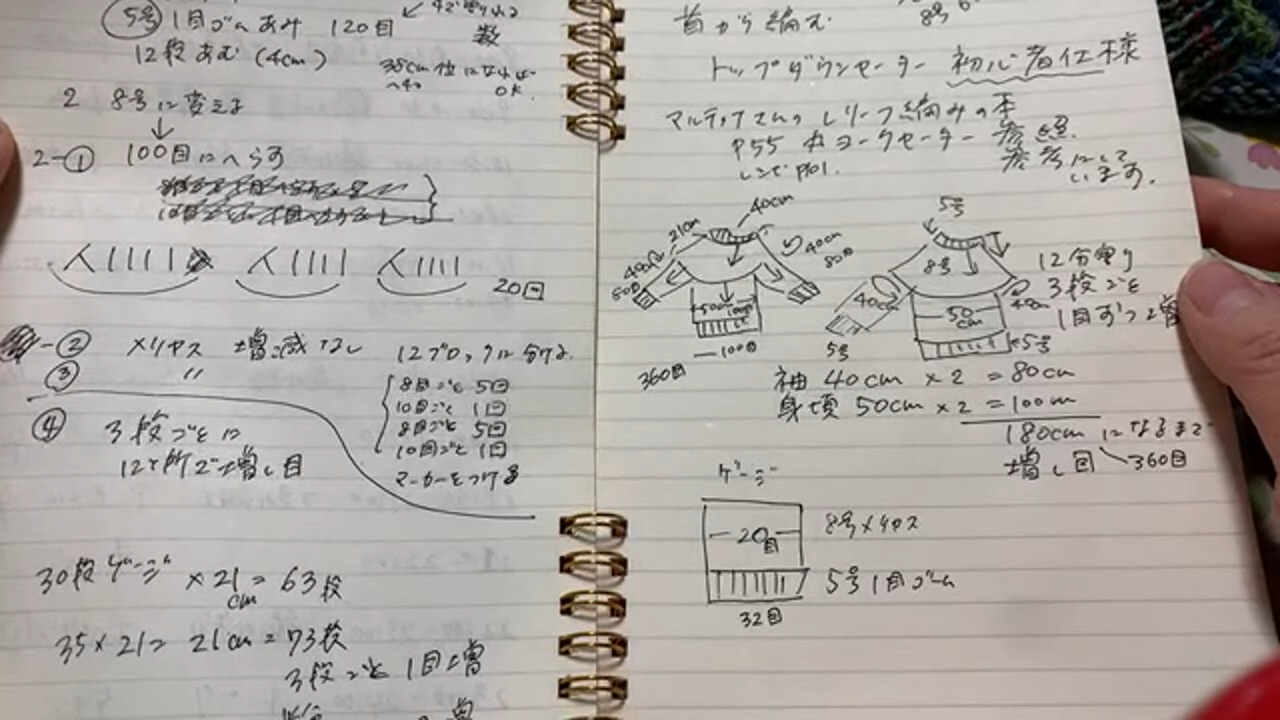 5号 1目ゴムあみ 120目
数
12段あむ (4cm)
38cm位になれば
OK.
2 8号に変える
↓
2-① 100目にへらす
20回
-② メリヤス 増減なし
③ 〃
12ブロックに分ける.
8目ごと 5回
10目ごと 1回
8目ごと 5回
10目ごと 1回
マーカーをつける
④ 3段ごとに
12ヶ所で増し目
30段ゲージ × 21cm = 63段
35×21= 21cm = 73段
3段ごと 1目増
首から編む
トップダウンセーター 初心者仕様
マルティナさんの レリーフ編みの本
P55 丸ヨークセーター 参照.
参考にして
います.
40cm
21cm
40cm
80目
40cm
80目
50cm
100目
360目
5号
8号
40cm
50cm
40cm
5号
5号
12分割
3段ごと
1目ずつ増
袖 40cm × 2 = 80cm
身頃 50cm × 2 = 100cm
180cm になるまで
増し目 360目
ゲージ
20目
8号メリヤス
5号1目ゴム
32目